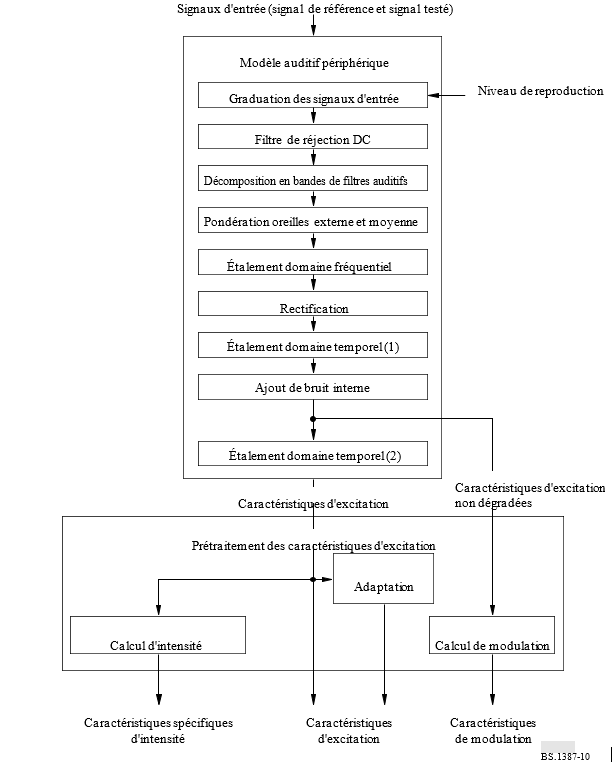 Signaux d'entrée (signal de référence et signal testé)
Modèle auditif périphérique
Graduation des signaux d'entrée
Niveau de reproduction
Filtre de réjection DC
Décomposition en bandes de filtres auditifs
Pondération oreilles externe et moyenne
Étalement domaine fréquentiel
Rectification
Étalement domaine temporel (1)
Ajout de bruit interne
Étalement domaine temporel (2)
Caractéristiques d'excitation
non dégradées
Caractéristiques d'excitation
Prétraitement des caractéristiques d'excitation
Adaptation
Calcul d'intensité
Calcul de modulation
Caractéristiques spécifiques
d'intensité
Caractéristiques
d'excitation
Caractéristiques
de modulation
BS.1387-10